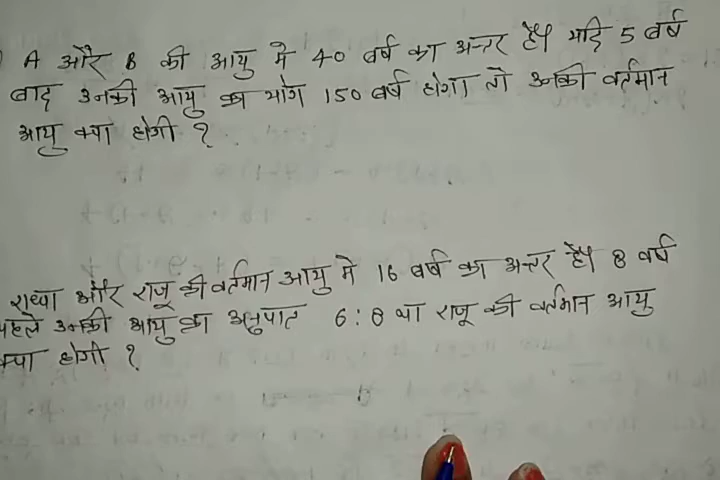 A और B की आयु मे 40 वर्ष का अन्तर है। यदि 5 वर्ष
बाद उनकी आयु का योग 150 वर्ष होगा तो उनकी वर्तमान
आयु क्या होगी ?
राधा और राजू की वर्तमान आयु मे 16 वर्ष का अन्तर है। 8 वर्ष
पहले उनकी आयु का अनुपात 6:8 था राजू की वर्तमान आयु
क्या होगी ?